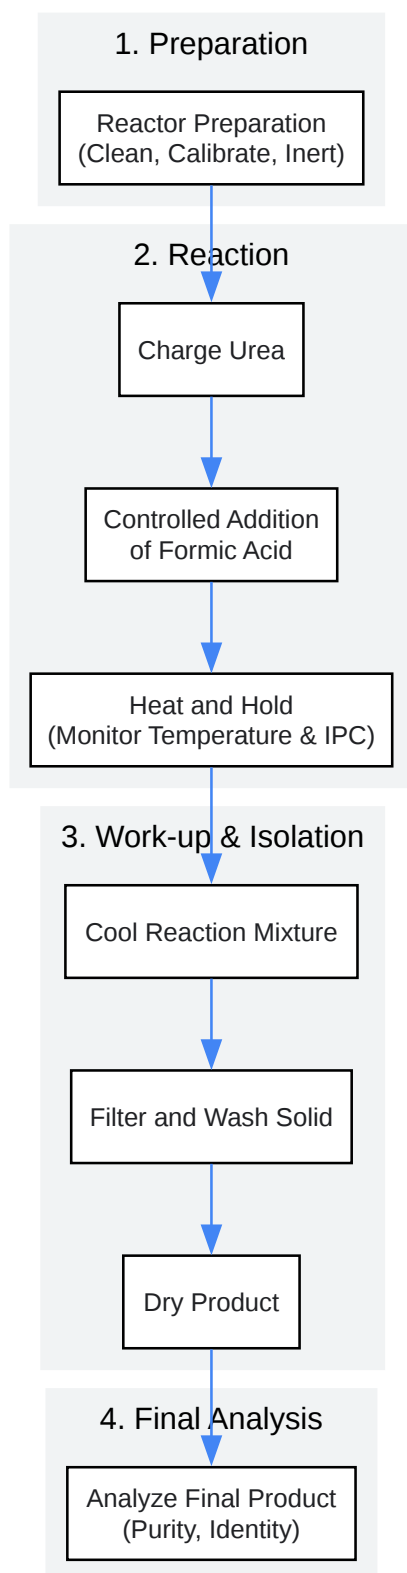 1. Preparation
Reactor Preparation
(Clean, Calibrate, Inert)
2. Reaction
Charge Urea
Controlled Addition
of Formic Acid
Heat and Hold
(Monitor Temperature & IPC)
3. Work-up & Isolation
Cool Reaction Mixture
Filter and Wash Solid
Dry Product
4. Final Analysis
Analyze Final Product
(Purity, Identity)